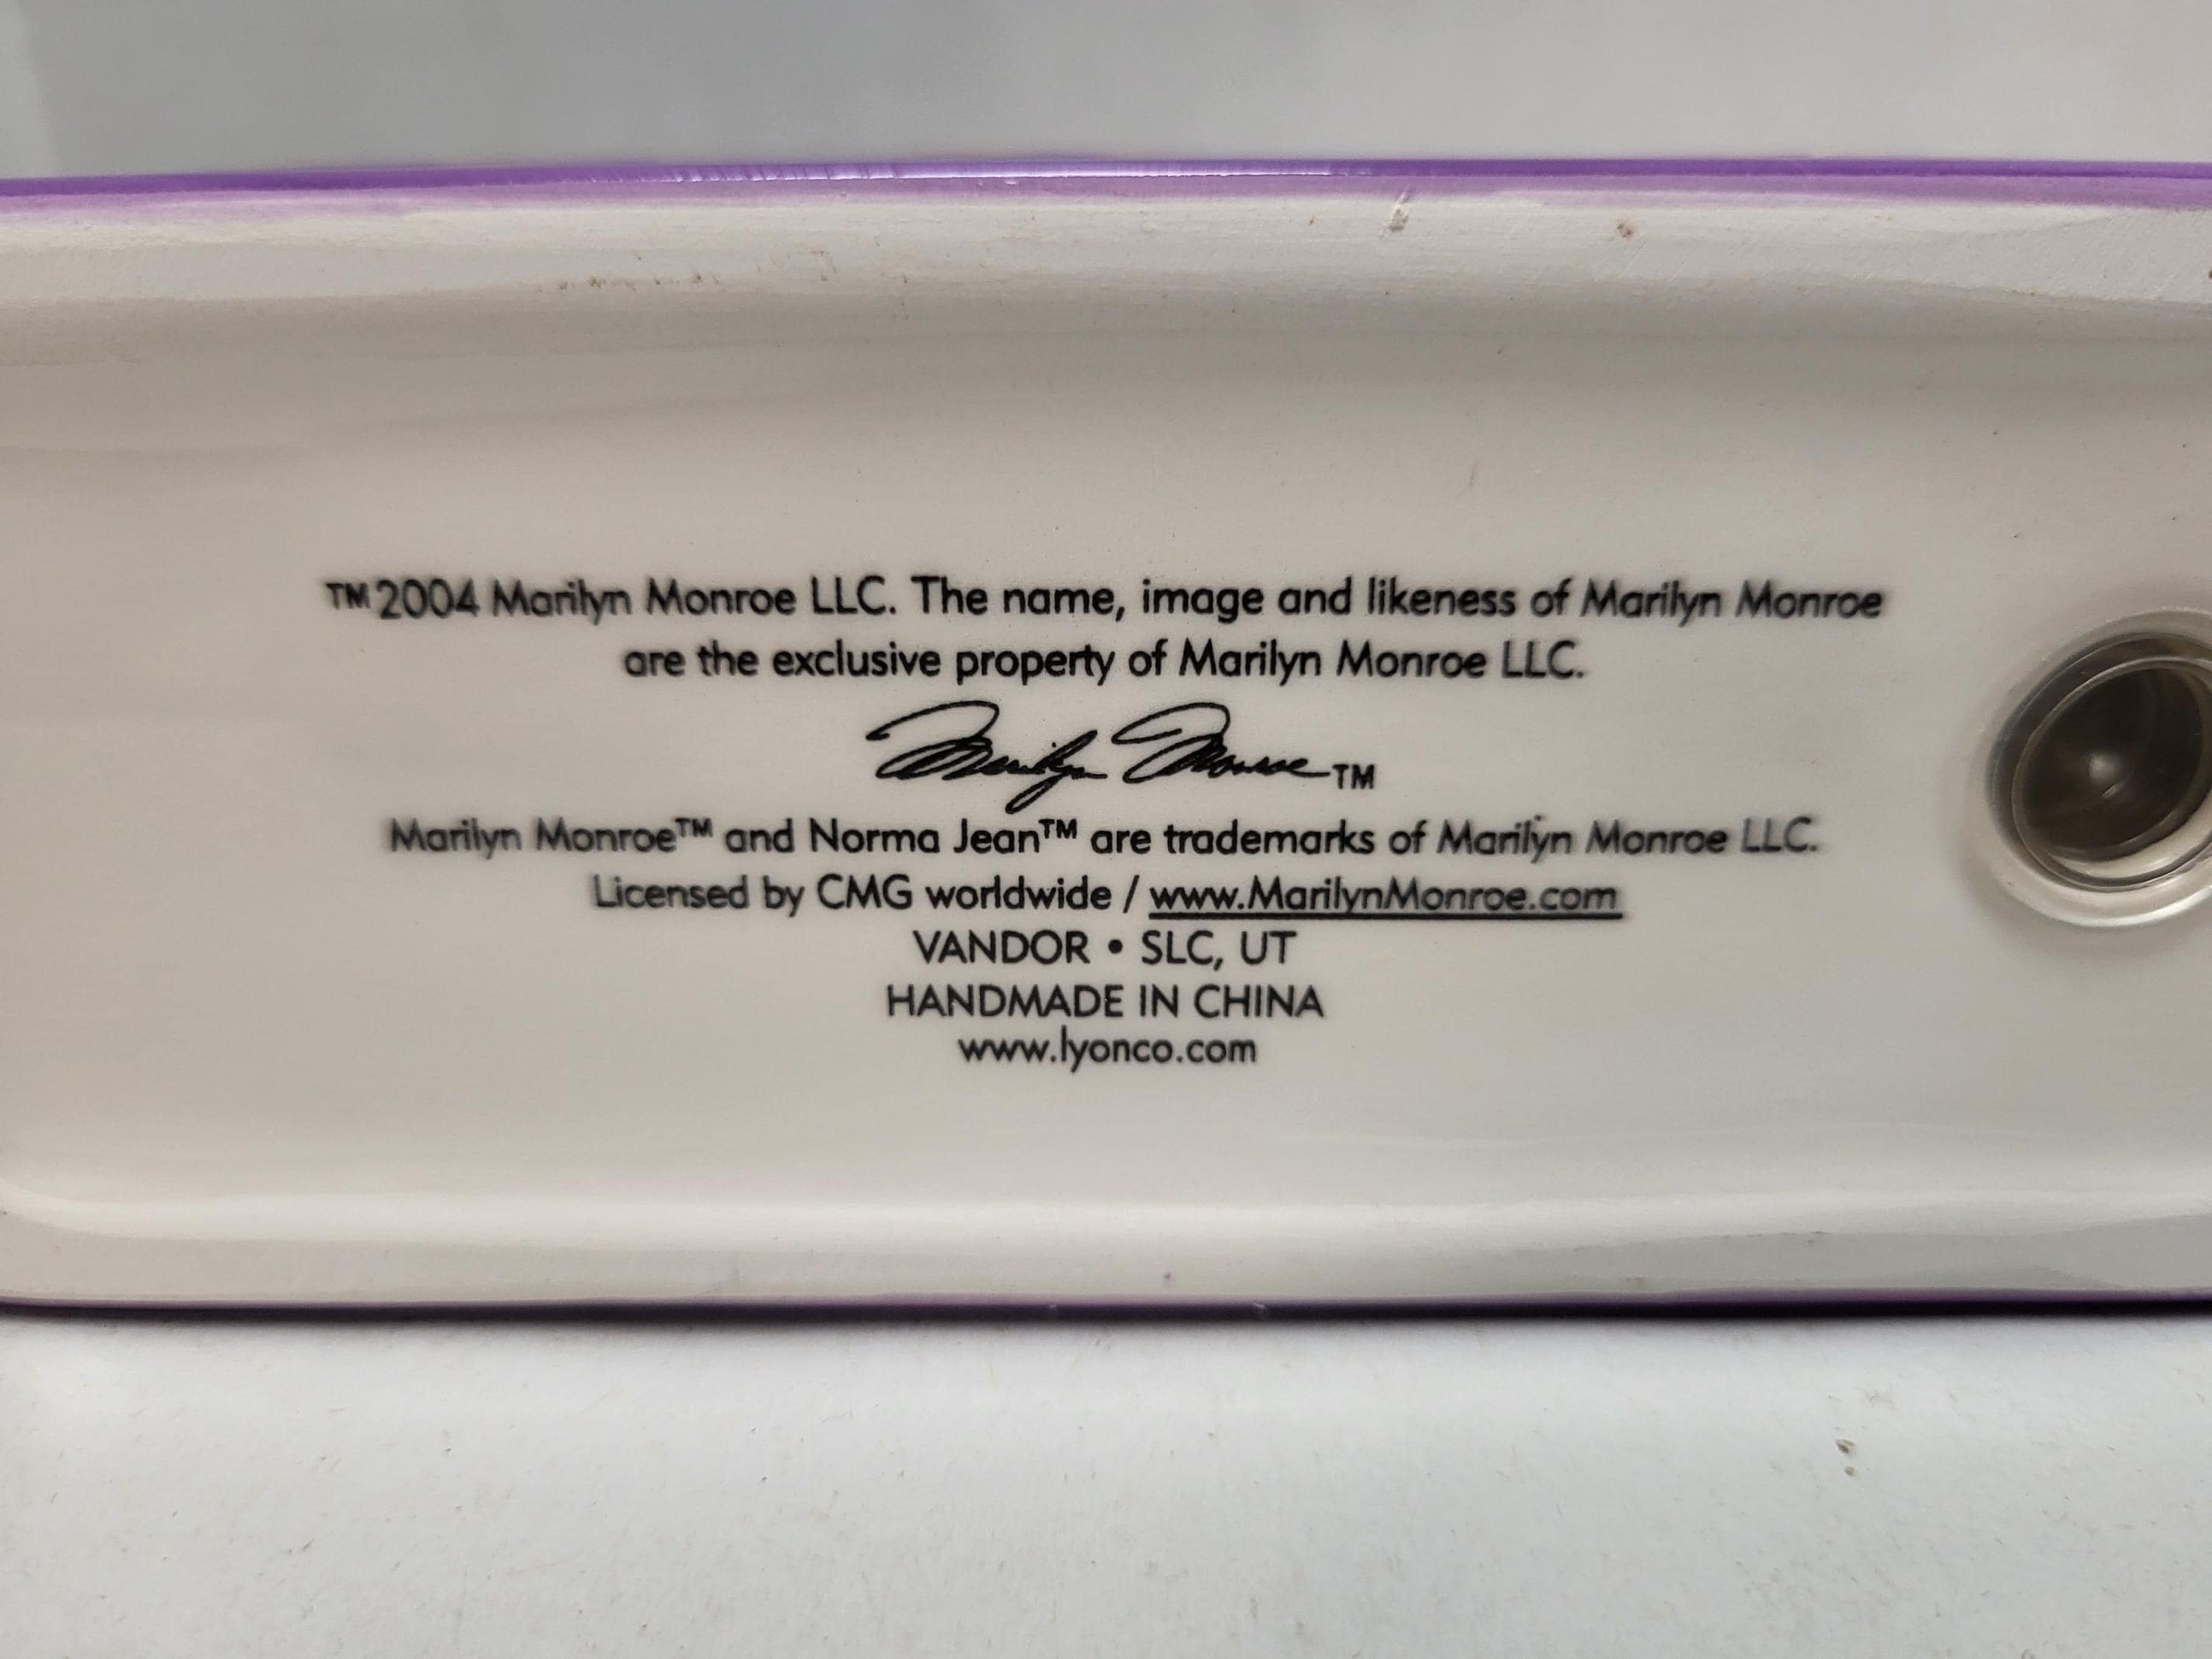 ™2004 Marilyn Monroe LLC. The name, image and likeness of Marilyn Monroe
are the exclusive property of Marilyn Monroe LLC.
Marilyn Monroe TM
Marilyn Monroe™ and Norma Jean™ are trademarks of Marilyn Monroe LLC.
Licensed by CMG worldwide / www.MarilynMonroe.com
VANDOR • SLC, UT
HANDMADE IN CHINA
www.lyonco.com